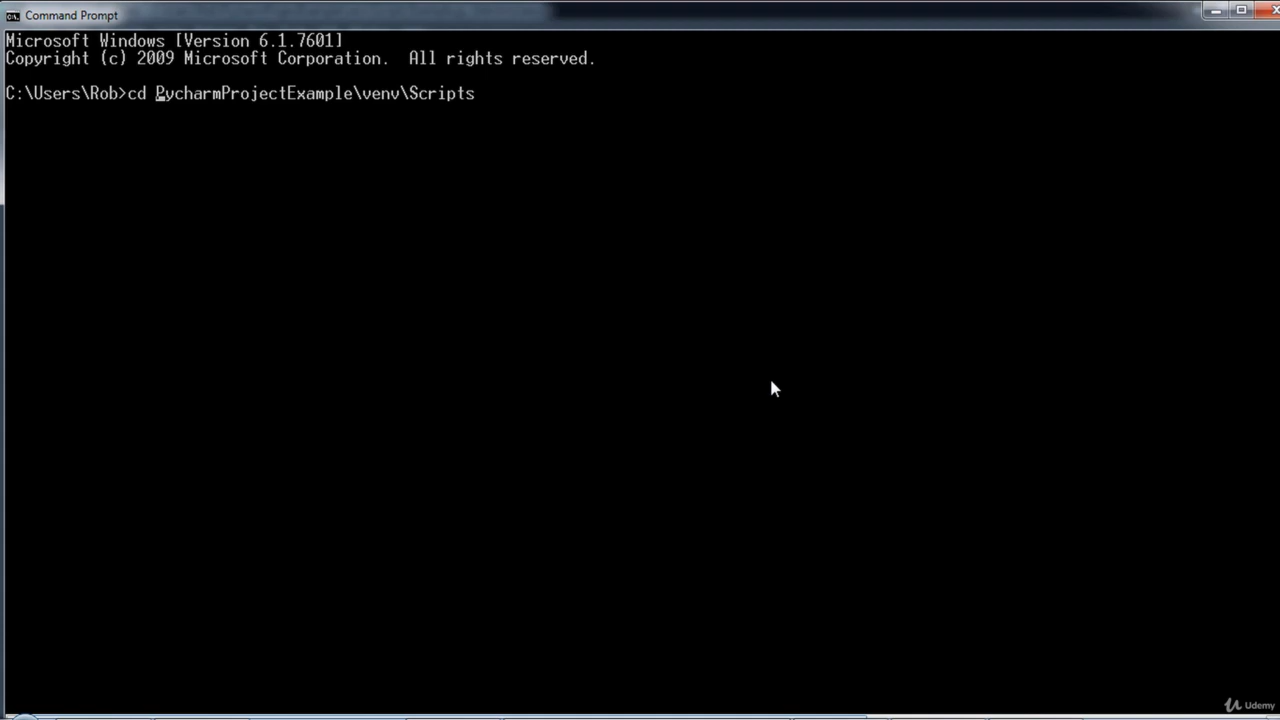 Command Prompt
Microsoft Windows [Version 6.1.7601]
Copyright (c) 2009 Microsoft Corporation.  All rights reserved.
C:\Users\Rob>cd PycharmProjectExample\venv\Scripts
Udemy